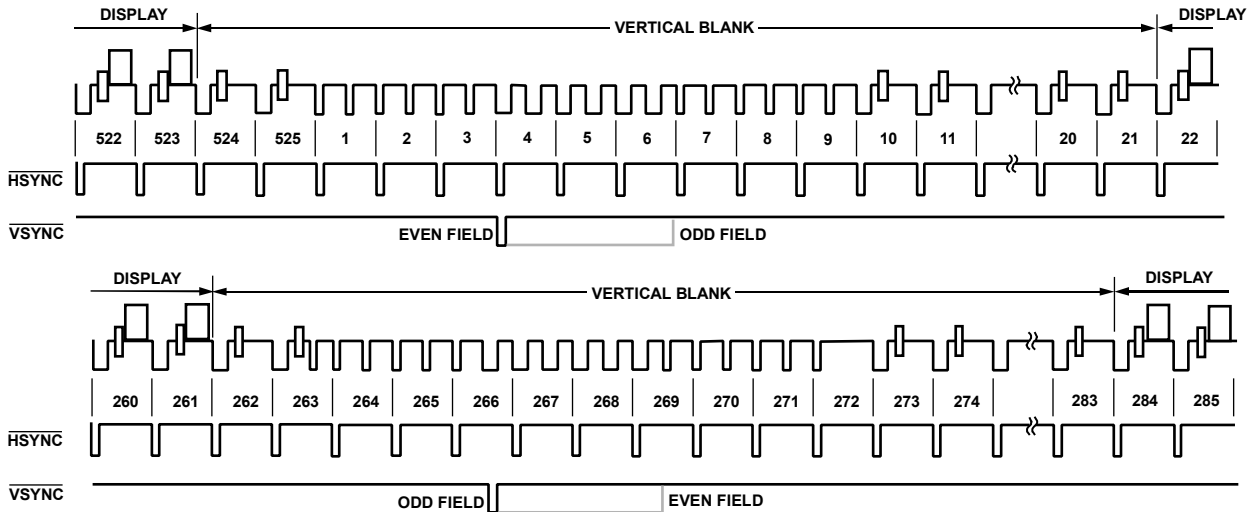 DISPLAY VERTICAL BLANK DISPLAY
522 523 524 525 1 2 3 4 5 6 7 8 9 10 11 20 21 22
HSYNC
VSYNC
EVEN FIELD ODD FIELD
DISPLAY VERTICAL BLANK DISPLAY
260 261 262 263 264 265 266 267 268 269 270 271 272 273 274 283 284 285
HSYNC
VSYNC
ODD FIELD EVEN FIELD